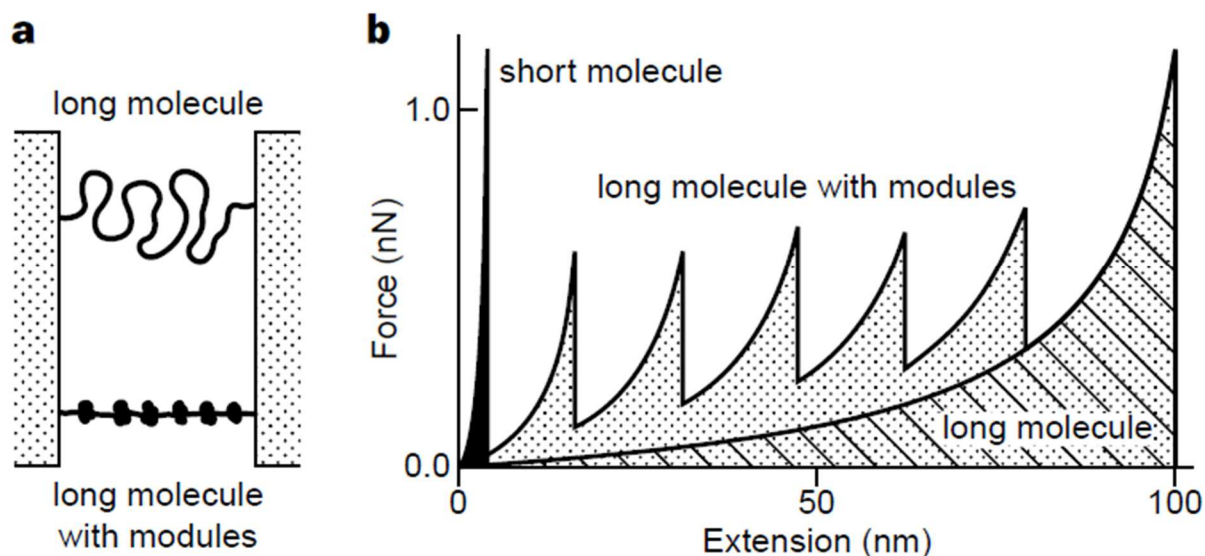 a
long molecule
long molecule
with modules
b
short molecule
1.0
long molecule with modules
Force (nN)
long molecule
0.0
0
50
100
Extension (nm)